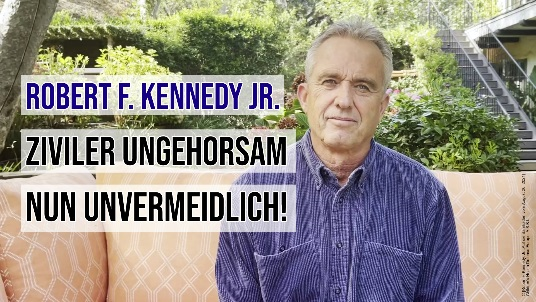 ROBERT F. KENNEDY JR.
ZIVILER UNGEHORSAM
NUN UNVERMEIDLICH!